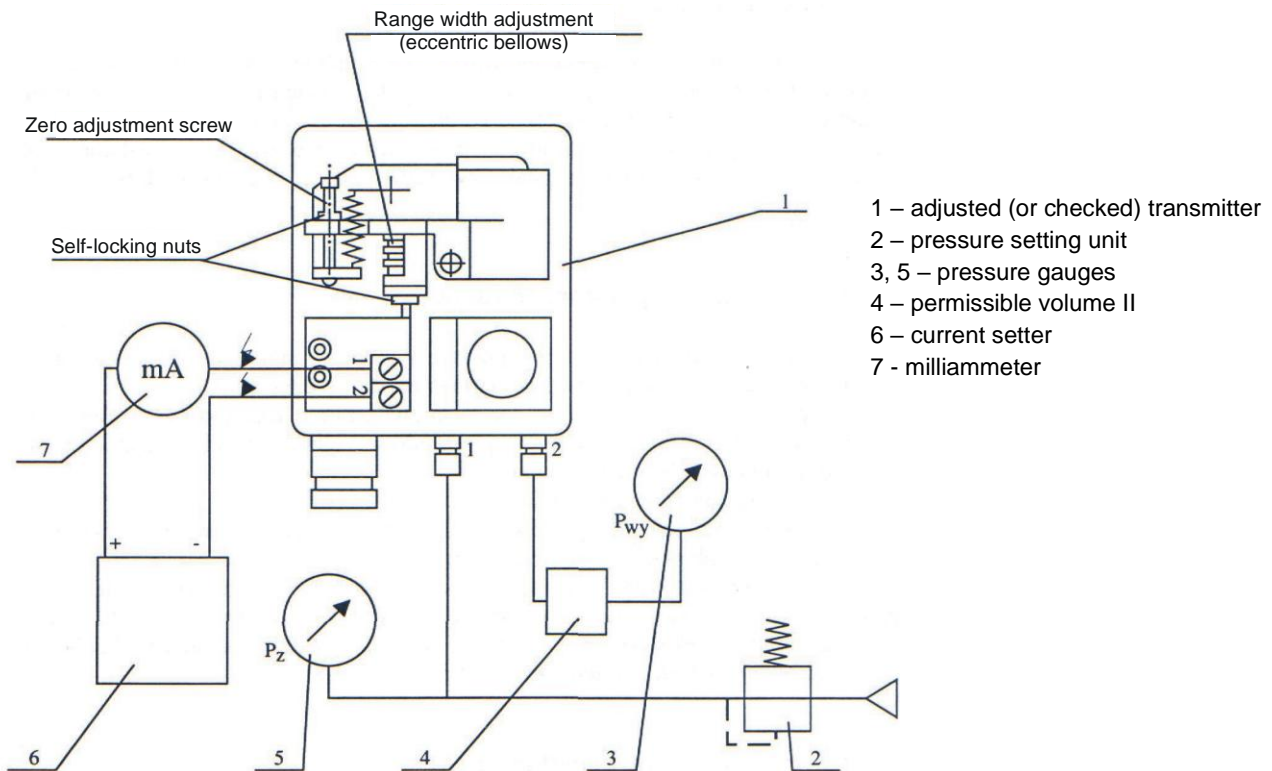 Range width adjustment
(eccentric bellows)
Zero adjustment screw
Self-locking nuts
1
1 – adjusted (or checked) transmitter
2 – pressure setting unit
3, 5 – pressure gauges
4 – permissible volume II
6 – current setter
7 - milliammeter
mA
1
2
7
1
2
Pwy
+ -
Pz
6
5
4
3
2